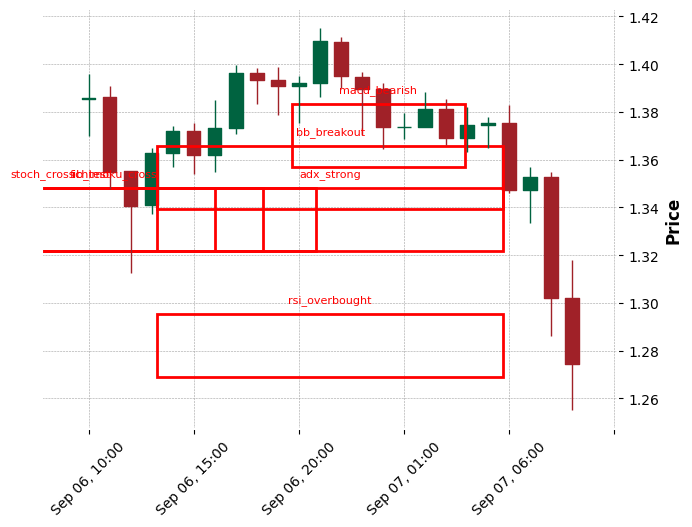 1.42
1.40
macd_bearish
1.38
bb_breakout
1.36
adx_strong
1.34
Price
1.32
rsi_overbought
1.30
1.28
1.26
Sep 06, 10:00
Sep 06, 15:00
Sep 06, 20:00
Sep 07, 01:00
Sep 07, 06:00